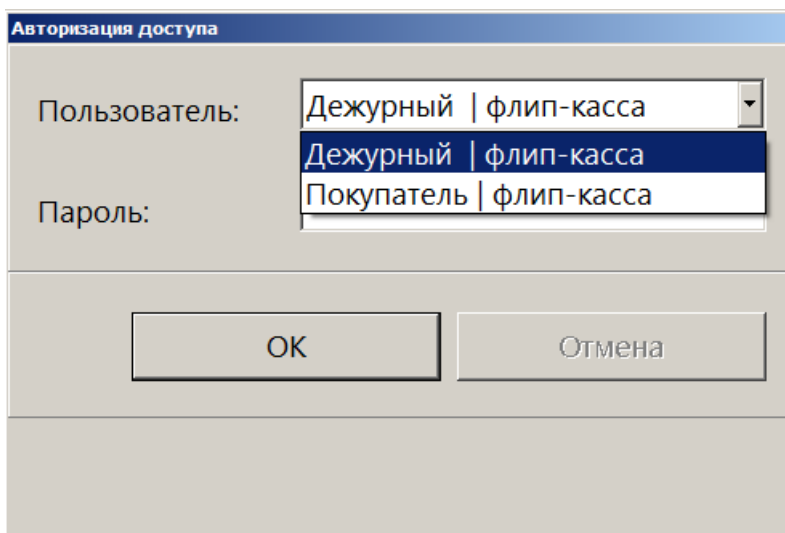 Авторизация доступа
Пользователь:
Дежурный | флип-касса
Дежурный | флип-касса
Покупатель | флип-касса
Пароль:
OK
Отмена